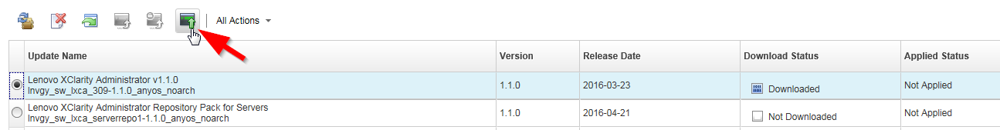 All Actions
Update Name Version Release Date Download Status Applied Status
Lenovo XClarity Administrator v1.1.0
lnvgy_sw_lxca_309-1.1.0_anyos_noarch
1.1.0 2016-03-23 Downloaded Not Applied
Lenovo XClarity Administrator Repository Pack for Servers
lnvgy_sw_lxca_serverrepo1-1.1.0_anyos_noarch
1.1.0 2016-04-21 Not Downloaded Not Applied